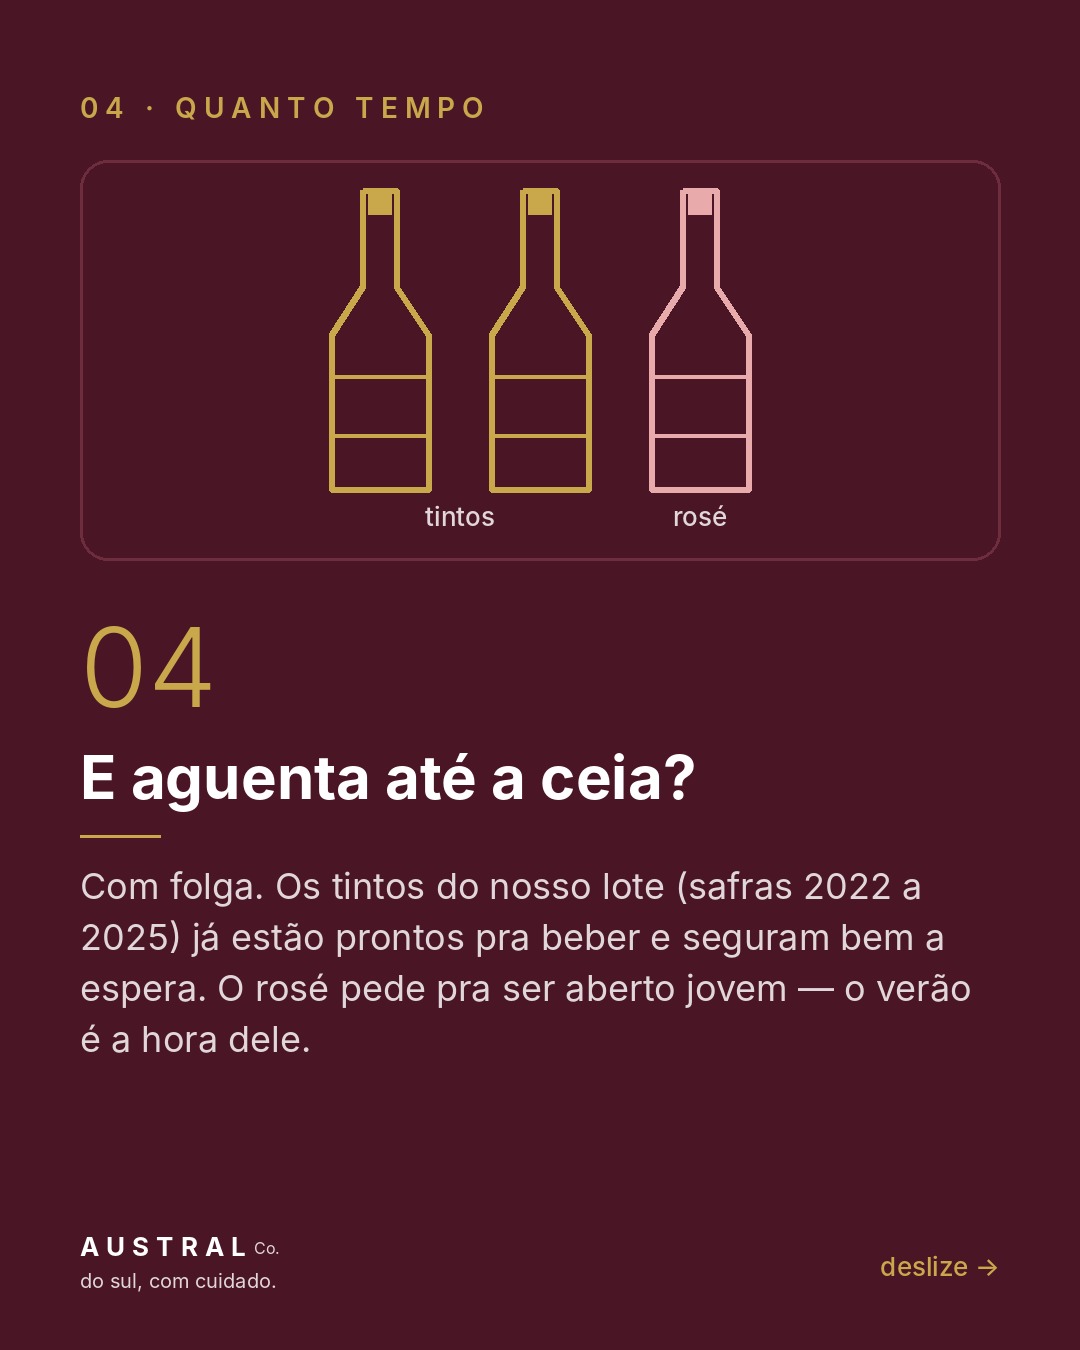 04 · QUANTO TEMPO
tintos
rosé
04
E aguenta até a ceia?
Com folga. Os tintos do nosso lote (safras 2022 a
2025) já estão prontos pra beber e seguram bem a
espera. O rosé pede pra ser aberto jovem — o verão
é a hora dele.
AUSTRAL Co.
do sul, com cuidado.
deslize →